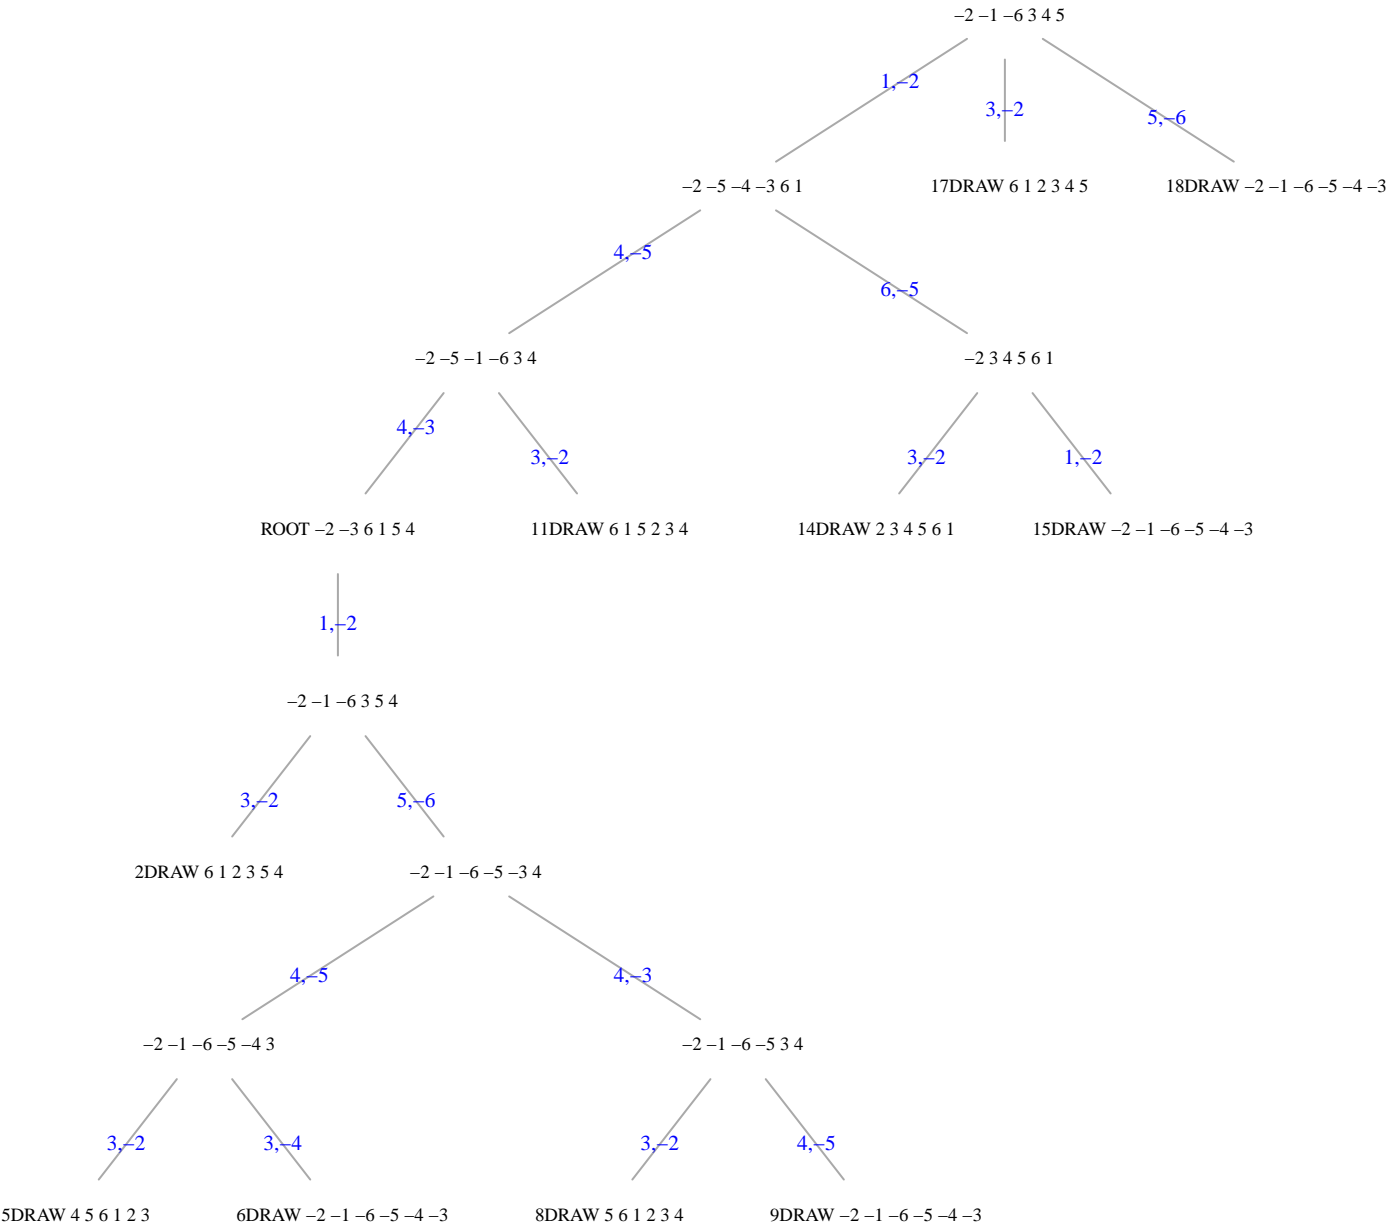 –2 –1 –6 3 4 5
1,–2
3,–2
5,–6
–2 –5 –4 –3 6 1
17DRAW 6 1 2 3 4 5
18DRAW –2 –1 –6 –5 –4 –3
4,–5
6,–5
–2 –5 –1 –6 3 4
–2 3 4 5 6 1
4,–3
3,–2
3,–2
1,–2
ROOT –2 –3 6 1 5 4
11DRAW 6 1 5 2 3 4
14DRAW 2 3 4 5 6 1
15DRAW –2 –1 –6 –5 –4 –3
1,–2
–2 –1 –6 3 5 4
3,–2
5,–6
2DRAW 6 1 2 3 5 4
–2 –1 –6 –5 –3 4
4,–5
4,–3
–2 –1 –6 –5 –4 3
–2 –1 –6 –5 3 4
3,–2
3,–4
3,–2
4,–5
5DRAW 4 5 6 1 2 3
6DRAW –2 –1 –6 –5 –4 –3
8DRAW 5 6 1 2 3 4
9DRAW –2 –1 –6 –5 –4 –3